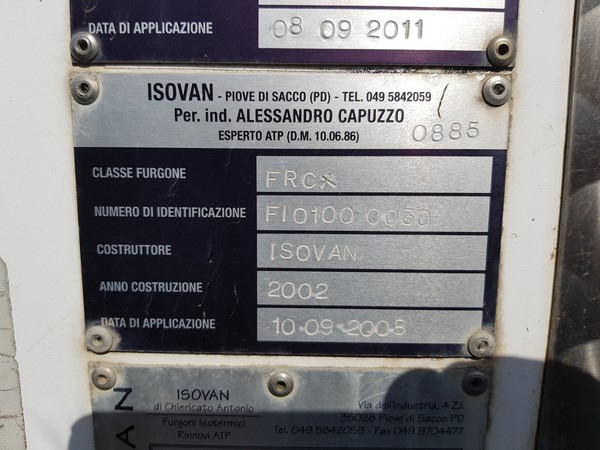 DATA DI APPLICAZIONE 08 09 2011
ISOVAN - PIOVE DI SACCO (PD) - TEL. 049 5842059
Per. ind. ALESSANDRO CAPUZZO
ESPERTO ATP (D.M. 10.06.86) 0885
CLASSE FURGONE FRCX
NUMERO DI IDENTIFICAZIONE FI0100 0030
COSTRUTTORE ISOVAN
ANNO COSTRUZIONE 2002
DATA DI APPLICAZIONE 10-09-2008
ISOVAN Via dell'Industria, 4 Z.I.
di Chiericato Antonio 35028 Piove di Sacco PD
Furgoni Isotermici Tel. 049 5842059 - Fax 049 9704477
Rinnovi ATP